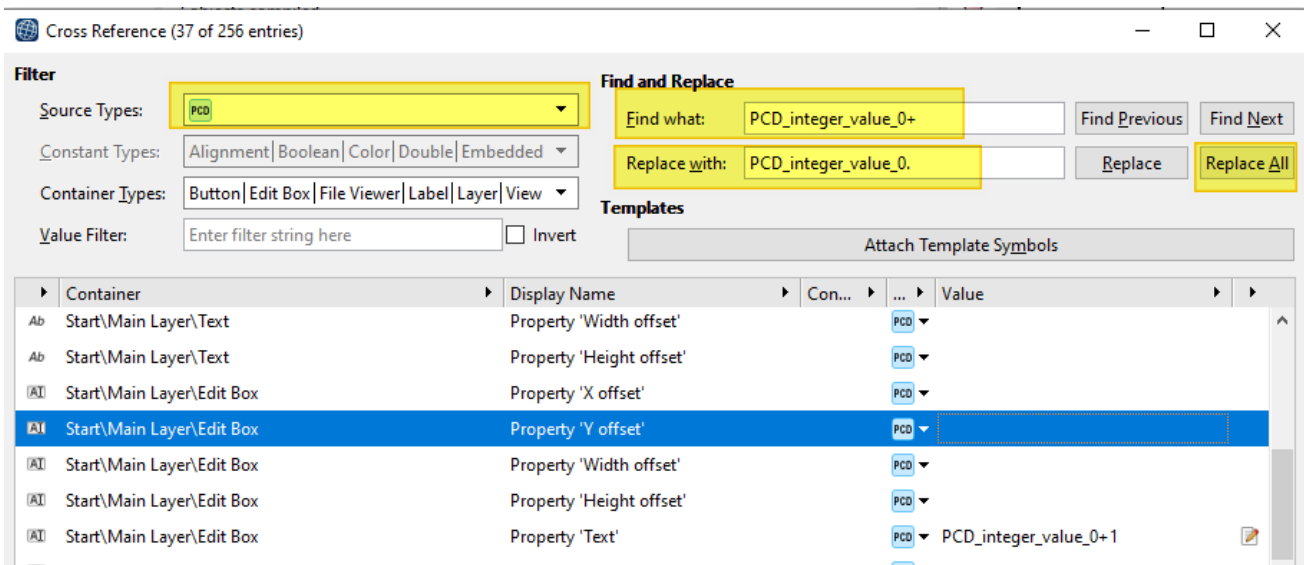 Cross Reference (37 of 256 entries)
Filter
Source Types: PCD
Constant Types: Alignment|Boolean|Color|Double|Embedded
Container Types: Button|Edit Box|File Viewer|Label|Layer|View
Value Filter: Enter filter string here Invert
Find and Replace
Find what: PCD_integer_value_0+ Find Previous Find Next
Replace with: PCD_integer_value_0. Replace Replace All
Templates
Attach Template Symbols
Container Display Name Con... ... Value
Ab Start\Main Layer\Text Property 'Width offset' PCD
Ab Start\Main Layer\Text Property 'Height offset' PCD
AI Start\Main Layer\Edit Box Property 'X offset' PCD
AI Start\Main Layer\Edit Box Property 'Y offset' PCD
AI Start\Main Layer\Edit Box Property 'Width offset' PCD
AI Start\Main Layer\Edit Box Property 'Height offset' PCD
AI Start\Main Layer\Edit Box Property 'Text' PCD PCD_integer_value_0+1